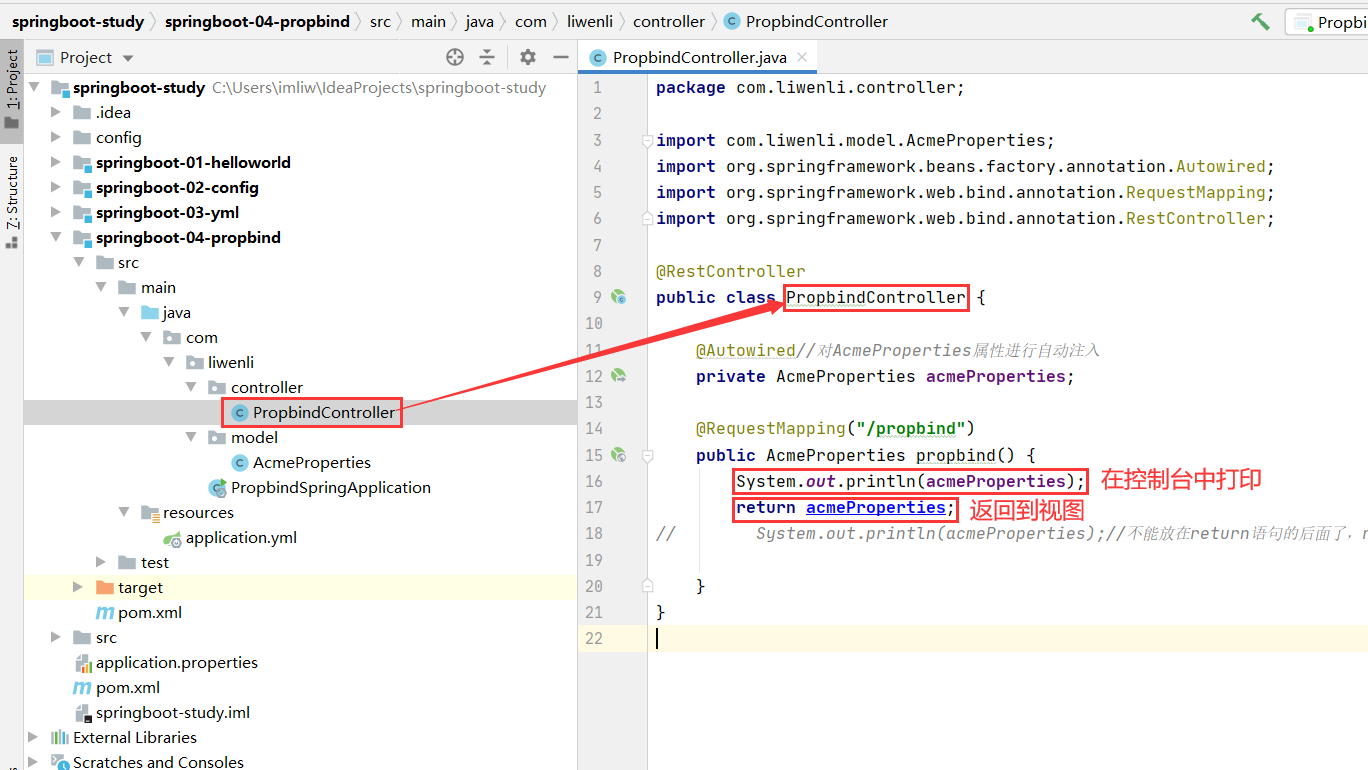 springboot-study springboot-04-propbind src main java com liwenli controller PropbindController Propbi
1: Project
Z: Structure
Project
springboot-study C:\Users\imliw\IdeaProjects\springboot-study
.idea
config
springboot-01-helloworld
springboot-02-config
springboot-03-yml
springboot-04-propbind
src
main
java
com
liwenli
controller
PropbindController
model
AcmeProperties
PropbindSpringApplication
resources
application.yml
test
target
pom.xml
src
application.properties
pom.xml
springboot-study.iml
External Libraries
Scratches and Consoles
PropbindController.java
1 package com.liwenli.controller;
2
3 import com.liwenli.model.AcmeProperties;
4 import org.springframework.beans.factory.annotation.Autowired;
5 import org.springframework.web.bind.annotation.RequestMapping;
6 import org.springframework.web.bind.annotation.RestController;
7
8 @RestController
9 public class PropbindController {
10
11 @Autowired//对AcmeProperties属性进行自动注入
12 private AcmeProperties acmeProperties;
13
14 @RequestMapping("/propbind")
15 public AcmeProperties propbind() {
16 System.out.println(acmeProperties); 在控制台中打印
17 return acmeProperties; 返回到视图
18 // System.out.println(acmeProperties);//不能放在return语句的后面了，r
19
20 }
21 }
22